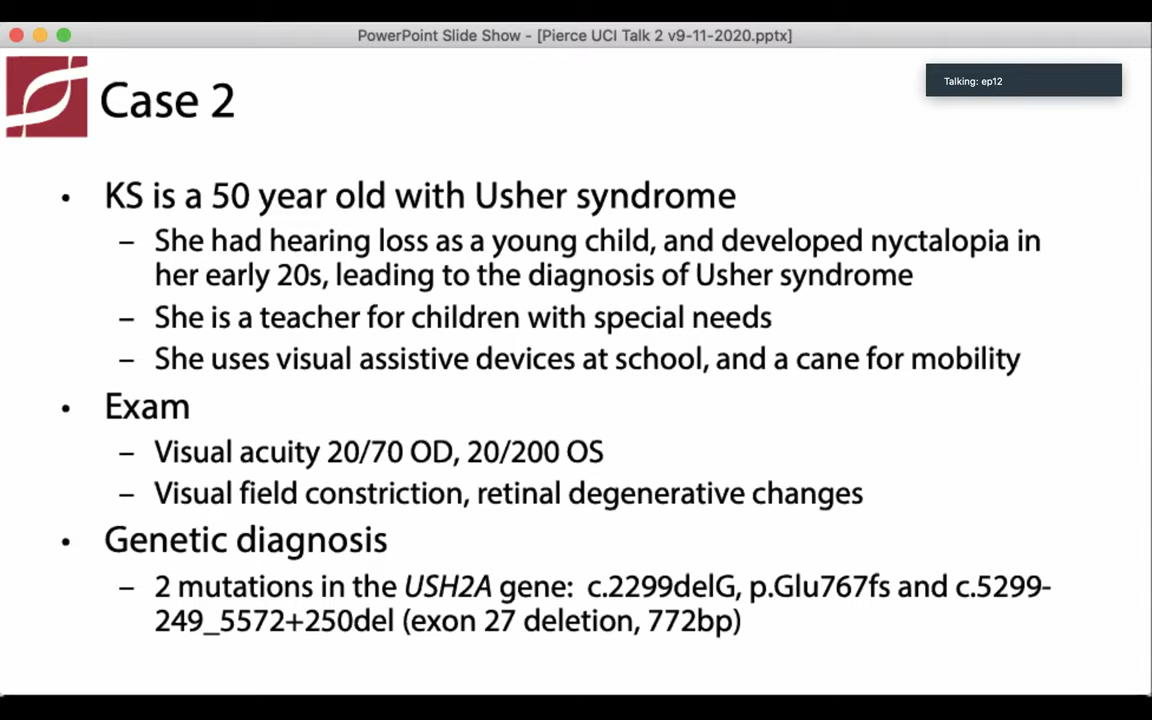 PowerPoint Slide Show - [Pierce UCI Talk 2 v9-11-2020.pptx]
Talking: ep12
Case 2
• KS is a 50 year old with Usher syndrome
– She had hearing loss as a young child, and developed nyctalopia in
her early 20s, leading to the diagnosis of Usher syndrome
– She is a teacher for children with special needs
– She uses visual assistive devices at school, and a cane for mobility
• Exam
– Visual acuity 20/70 OD, 20/200 OS
– Visual field constriction, retinal degenerative changes
• Genetic diagnosis
– 2 mutations in the USH2A gene: c.2299delG, p.Glu767fs and c.5299-
249_5572+250del (exon 27 deletion, 772bp)